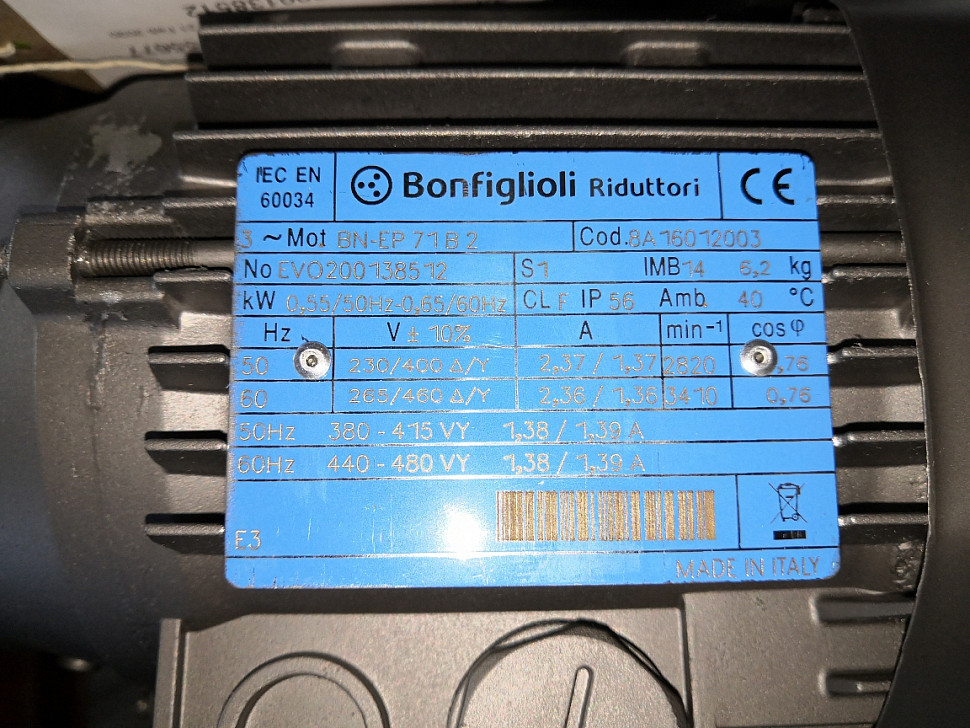 IEC EN
60034
Bonfiglioli Riduttori
CE
3 ~ Mot BN-EP 71 B 2 Cod. 8A16012003
No EVO200138512 S1 IMB14 6,2 kg
kW 0,55/50Hz-0,65/60Hz CL F IP 56 Amb. 40 °C
Hz V ± 10% A min-1 cosφ
50 230/400 Δ/Y 2,37 / 1,37 2820 ,76
60 265/460 Δ/Y 2,36 / 1,36 3410 0,76
50Hz 380 - 415 VY 1,38 / 1,39 A
60Hz 440 - 480 VY 1,38 / 1,39 A
E3
MADE IN ITALY